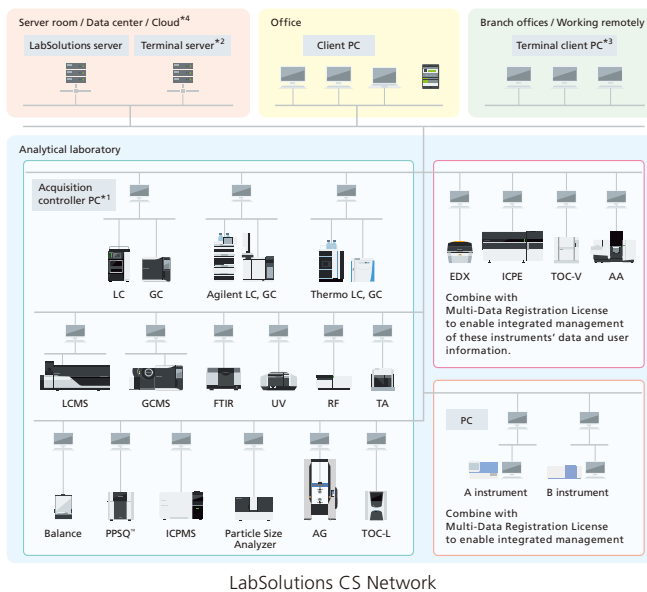 Server room / Data center / Cloud*4
LabSolutions server
Terminal server*2
Office
Client PC
Branch offices / Working remotely
Terminal client PC*3
Analytical laboratory
Acquisition
controller PC*1
LC
GC
Agilent LC, GC
Thermo LC, GC
EDX
ICPE
TOC-V
AA
Combine with
Multi-Data Registration License
to enable integrated management
of these instruments' data and user
information.
LCMS
GCMS
FTIR
UV
RF
TA
PC
A instrument
B instrument
Combine with
Multi-Data Registration License
to enable integrated management
Balance
PPSQ™
ICPMS
Particle Size
Analyzer
AG
TOC-L
LabSolutions CS Network